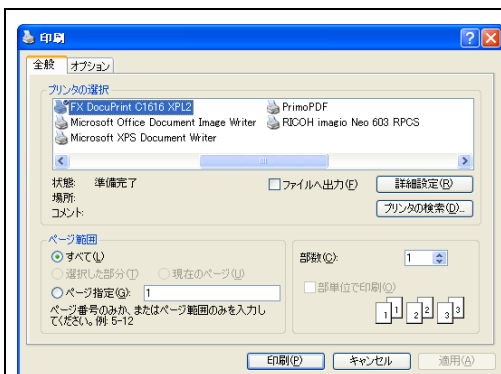 印刷
全般 オプション
プリンタの選択
FX DocuPrint C1616 XPL2 PrimoPDF
Microsoft Office Document Image Writer RICOH imagio Neo 603 RPCS
Microsoft XPS Document Writer
状態: 準備完了 ファイルへ出力(F) 詳細設定(R)
場所:
コメント: プリンタの検索(D)...
ページ範囲
すべて(L) 部数(C): 1
選択した部分(T) 現在のページ(U) 部単位で印刷(O)
ページ指定(G): 1
ページ番号のみか、またはページ範囲のみを入力し
てください。例: 5-12
1 1 2 2 3 3
印刷(P) キャンセル 適用(A)